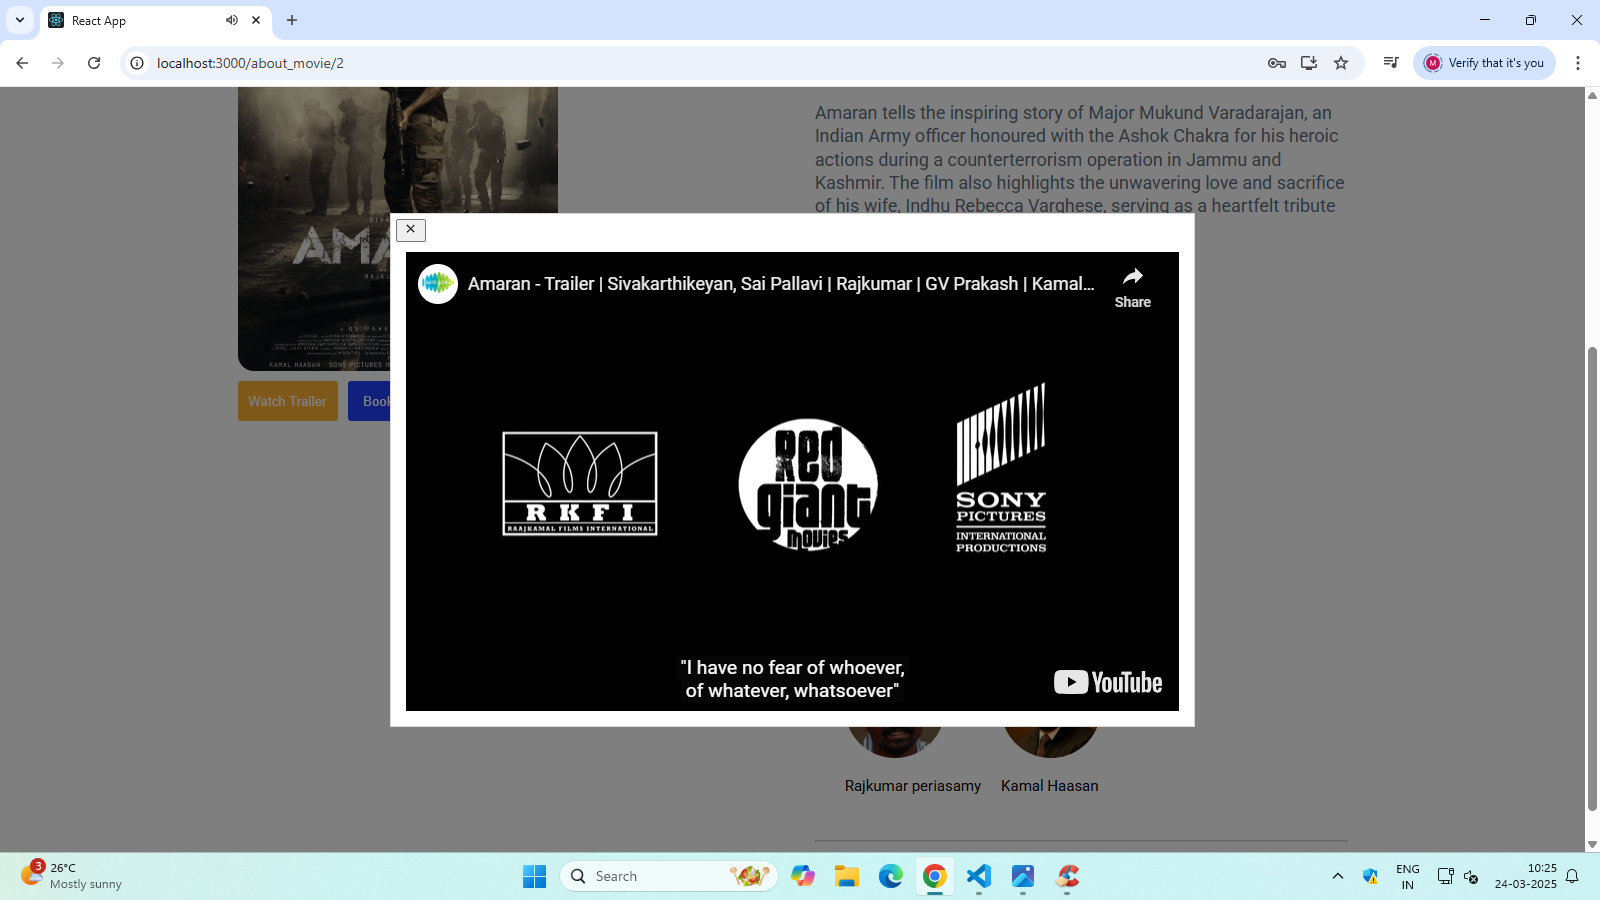 React App
localhost:3000/about_movie/2
M
Verify that it's you
Amaran tells the inspiring story of Major Mukund Varadarajan, an
Indian Army officer honoured with the Ashok Chakra for his heroic
actions during a counterterrorism operation in Jammu and
Kashmir. The film also highlights the unwavering love and sacrifice
of his wife, Indhu Rebecca Varghese, serving as a heartfelt tribute
AMA
KAMAL HAASAN - SONY PICTURES IN
Watch Trailer
Book
Amaran - Trailer | Sivakarthikeyan, Sai Pallavi | Rajkumar | GV Prakash | Kamal...
Share
RKFI
RAAJKAMAL FILMS INTERNATIONAL
Red
giant
movies
SONY
PICTURES
INTERNATIONAL
PRODUCTIONS
"I have no fear of whoever,
of whatever, whatsoever"
YouTube
Rajkumar periasamy
Kamal Haasan
3
26°C
Mostly sunny
Search
ENG
IN
10:25
24-03-2025